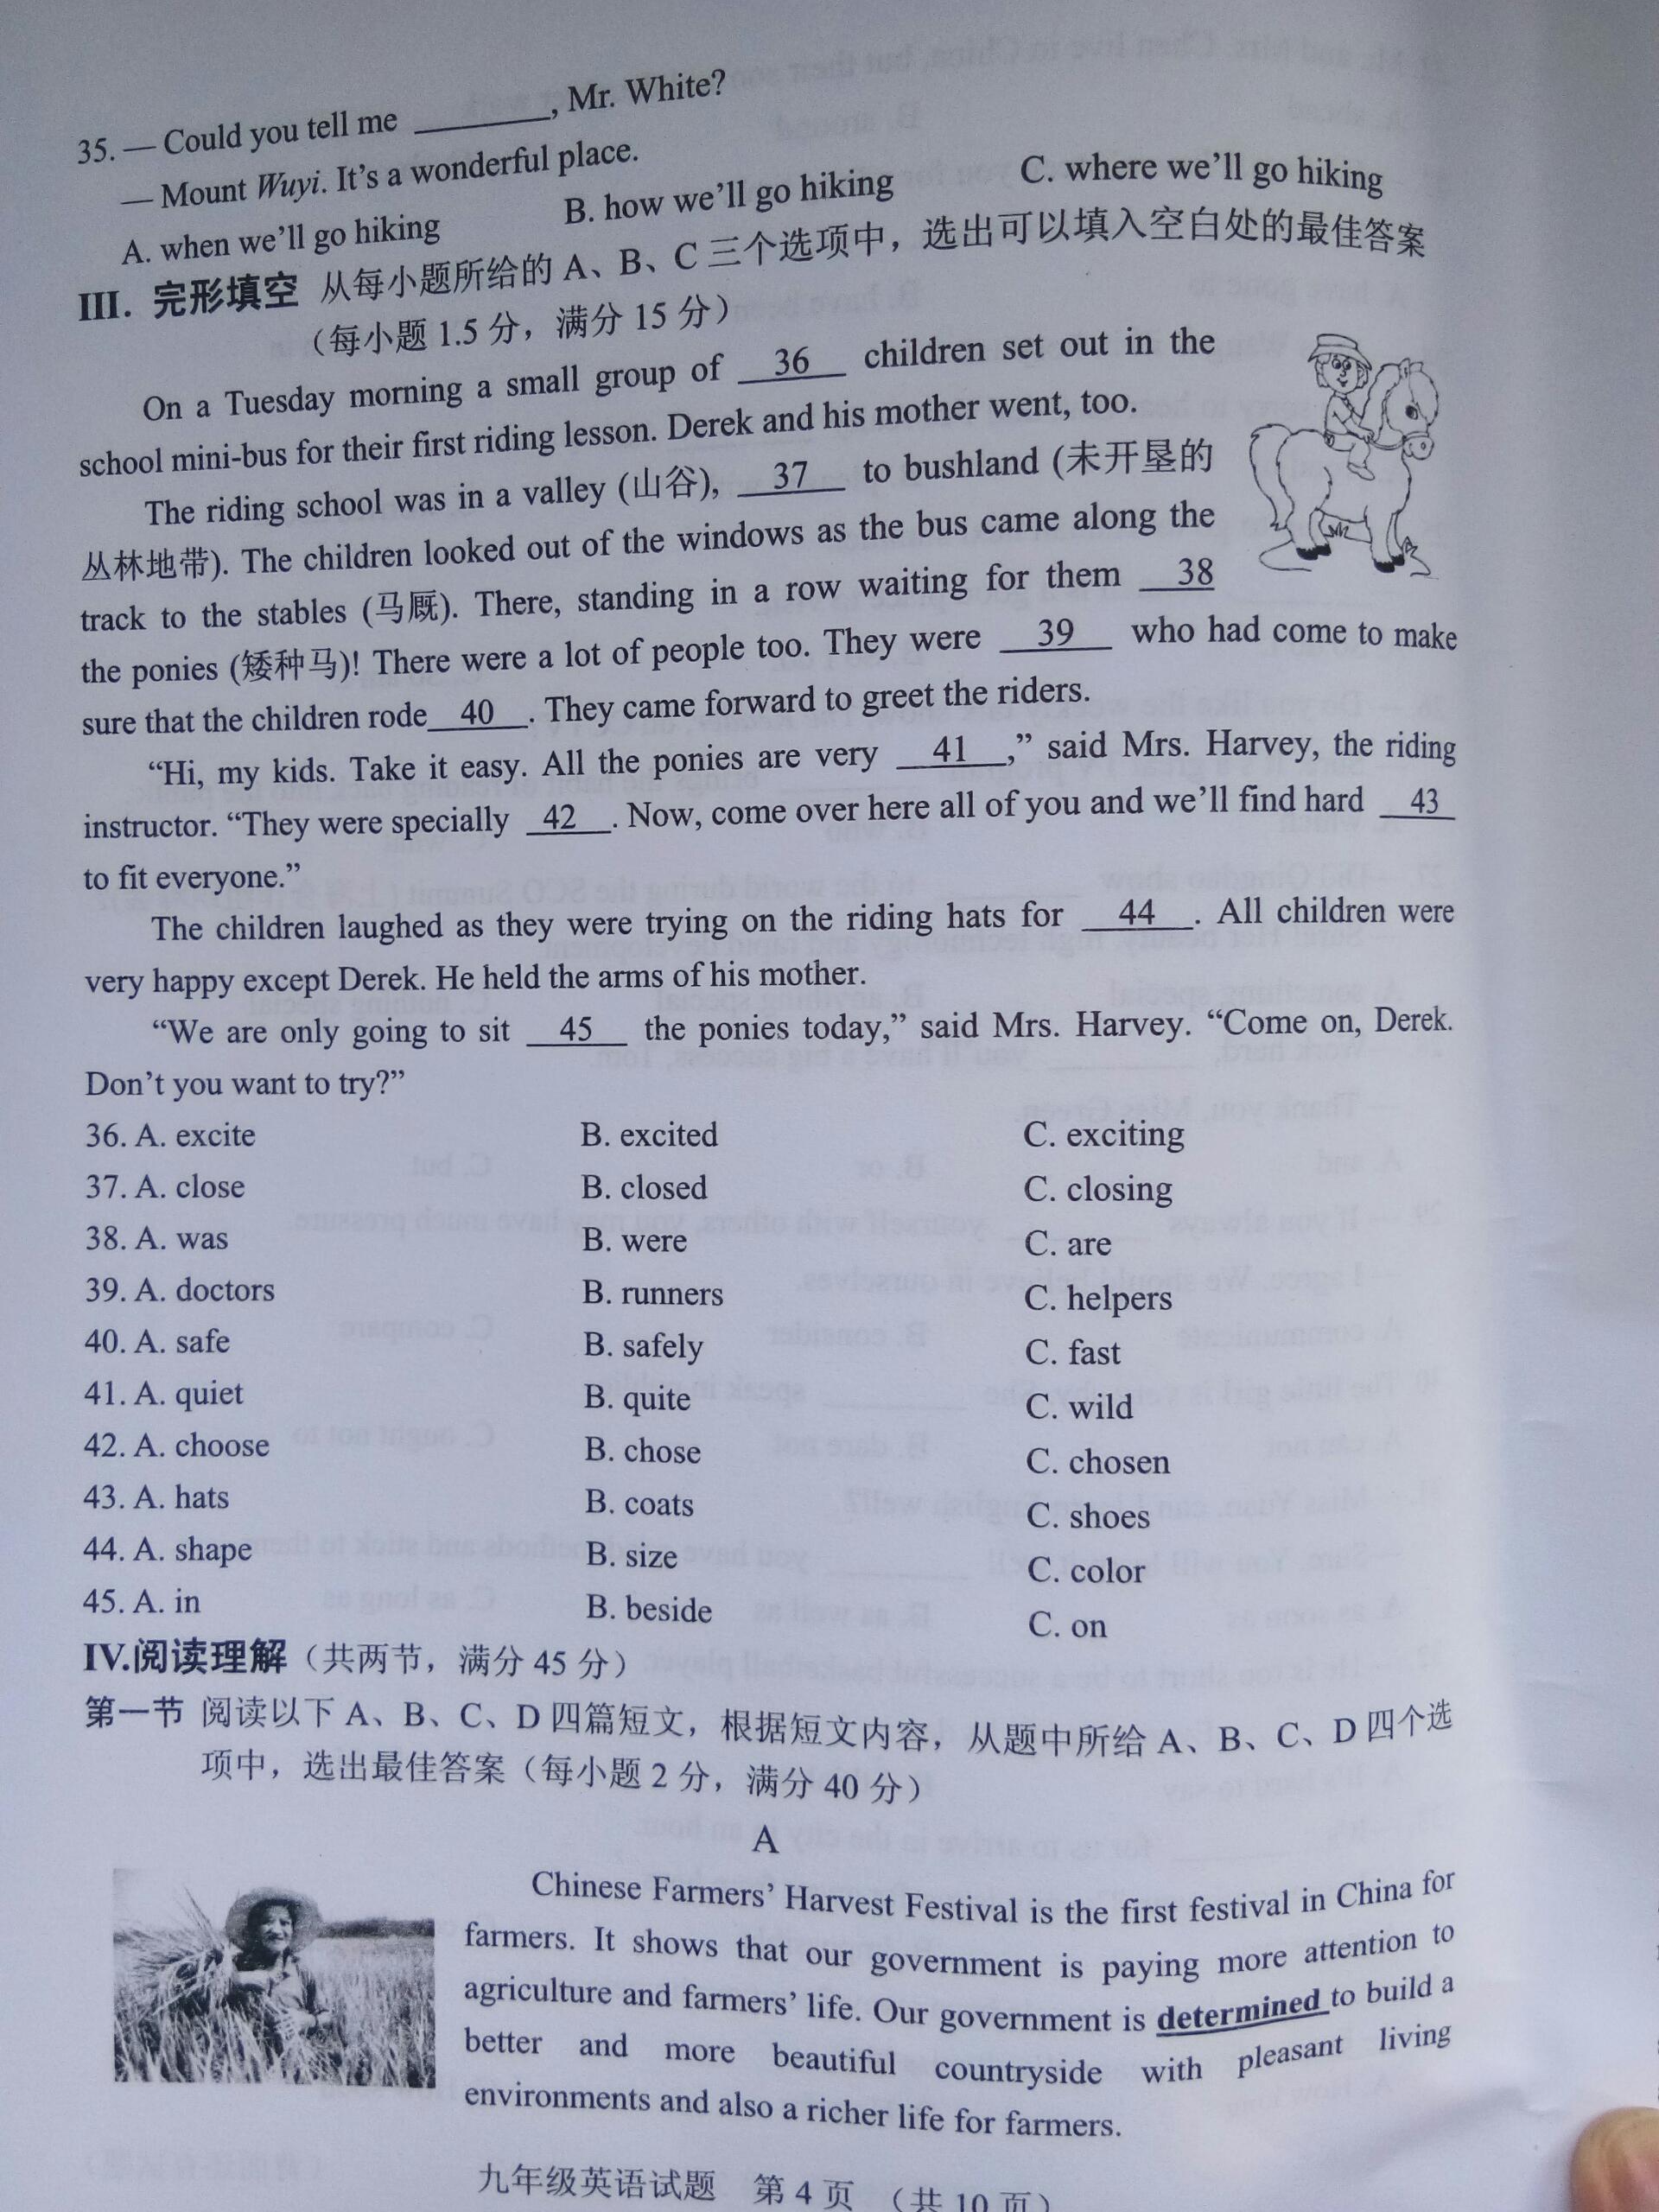 35. — Could you tell me ________, Mr. White?
— Mount Wuyi. It's a wonderful place.
A. when we'll go hiking B. how we'll go hiking C. where we'll go hiking
III. 完形填空 从每小题所给的 A、B、C 三个选项中，选出可以填入空白处的最佳答案
（每小题 1.5 分，满分 15 分）
On a Tuesday morning a small group of 36 children set out in the
school mini-bus for their first riding lesson. Derek and his mother went, too.
The riding school was in a valley (山谷), 37 to bushland (未开垦的
丛林地带). The children looked out of the windows as the bus came along the
track to the stables (马厩). There, standing in a row waiting for them 38
the ponies (矮种马)! There were a lot of people too. They were 39 who had come to make
sure that the children rode 40 . They came forward to greet the riders.
“Hi, my kids. Take it easy. All the ponies are very 41 ,” said Mrs. Harvey, the riding
instructor. “They were specially 42 . Now, come over here all of you and we'll find hard 43
to fit everyone.”
The children laughed as they were trying on the riding hats for 44 . All children were
very happy except Derek. He held the arms of his mother.
“We are only going to sit 45 the ponies today,” said Mrs. Harvey. “Come on, Derek.
Don't you want to try?”
36. A. excite B. excited C. exciting
37. A. close B. closed C. closing
38. A. was B. were C. are
39. A. doctors B. runners C. helpers
40. A. safe B. safely C. fast
41. A. quiet B. quite C. wild
42. A. choose B. chose C. chosen
43. A. hats B. coats C. shoes
44. A. shape B. size C. color
45. A. in B. beside C. on
IV.阅读理解（共两节，满分 45 分）
第一节 阅读以下 A、B、C、D 四篇短文，根据短文内容，从题中所给 A、B、C、D 四个选
项中，选出最佳答案（每小题 2 分，满分 40 分）
A
Chinese Farmers' Harvest Festival is the first festival in China for
farmers. It shows that our government is paying more attention to
agriculture and farmers' life. Our government is determined to build a
better and more beautiful countryside with pleasant living
environments and also a richer life for farmers.
九年级英语试题 第 4 页 （共 10 页）